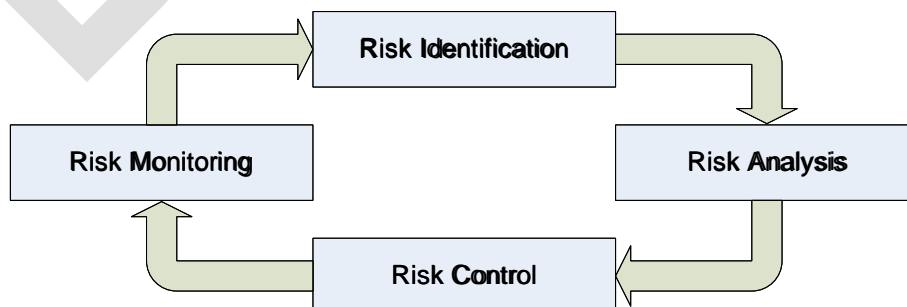 Risk Identification
Risk Monitoring
Risk Analysis
Risk Control